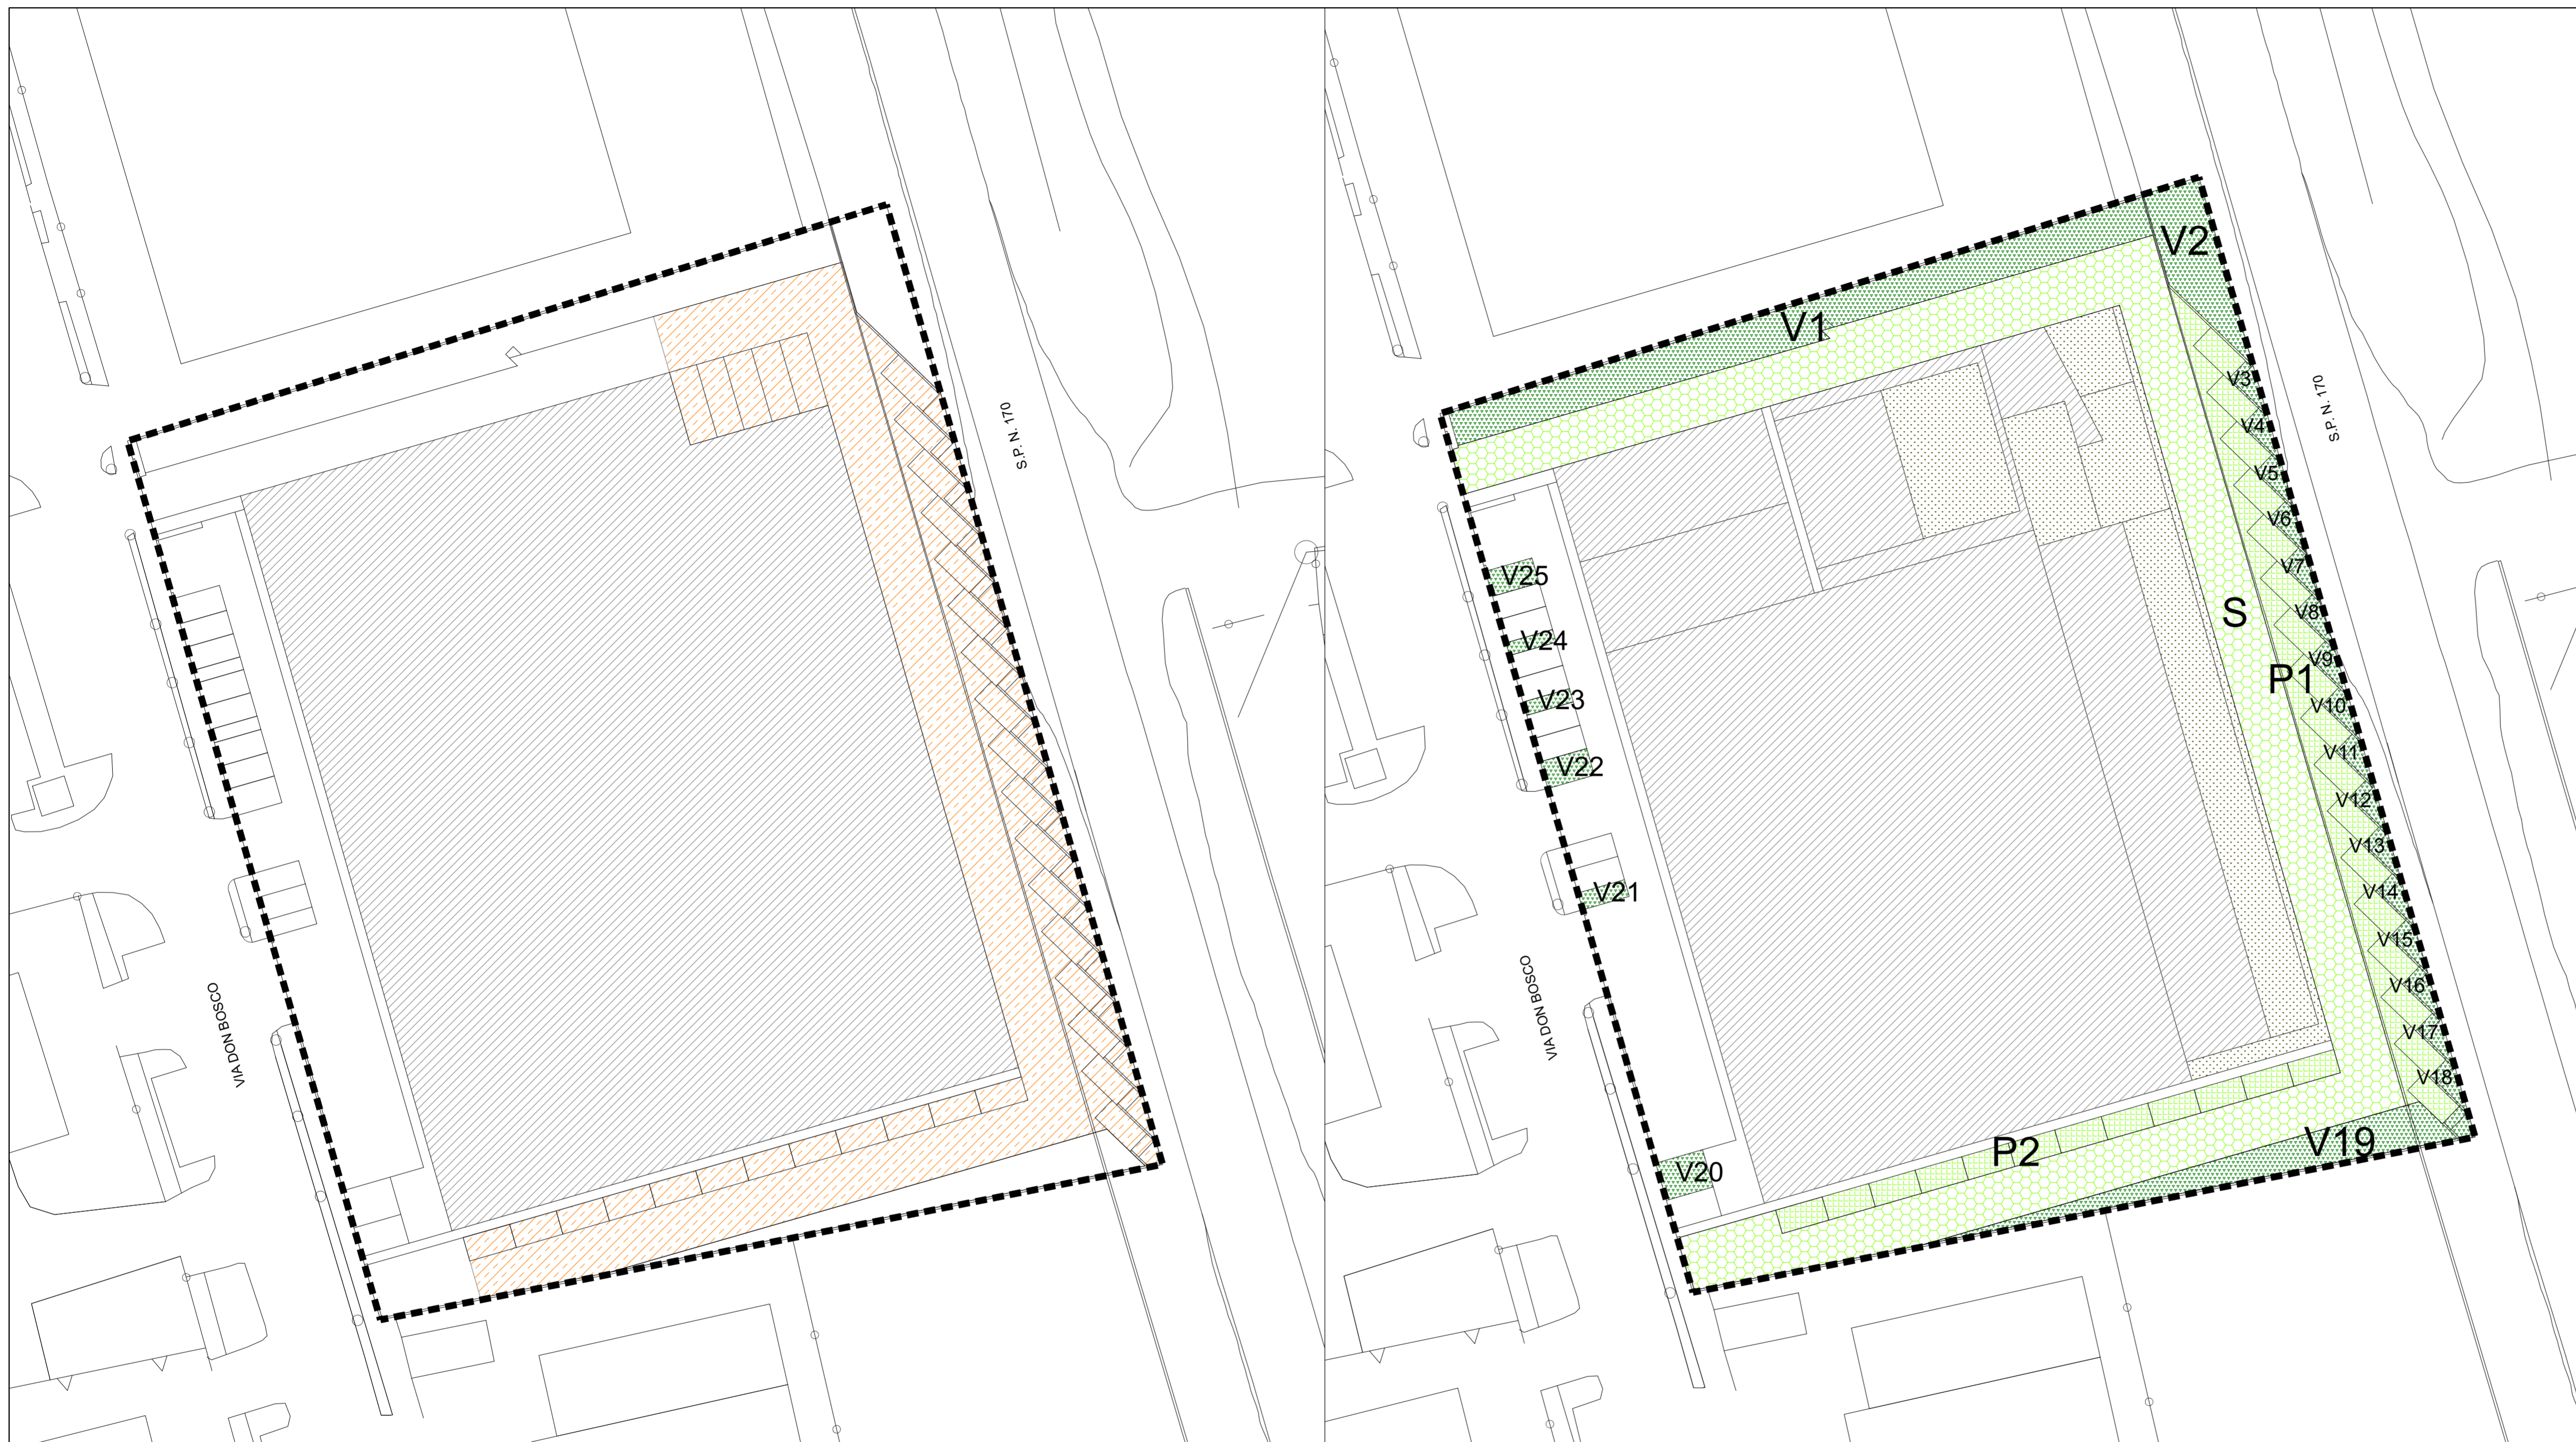 S.P. N. 170
VIA DON BOSCO
V2
V1
S.P. N. 170
V3
V4
V5
V6
V7
V8
V9
V10
V11
V12
V13
V14
V15
V16
V17
V18
S
P1
V25
V24
V23
V22
V21
VIA DON BOSCO
V20
P2
V19